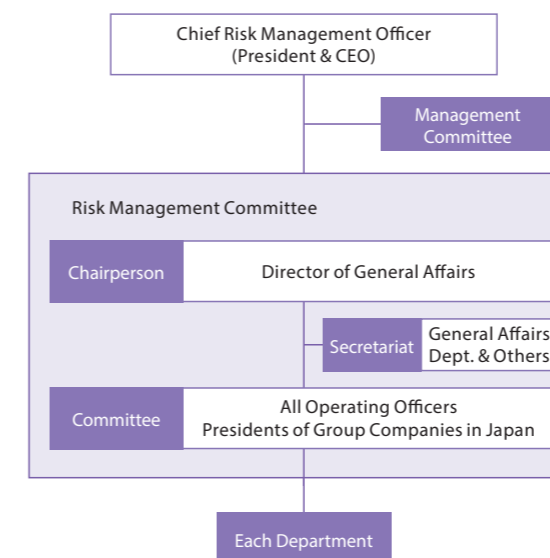 Chief Risk Management Officer
(President & CEO)
Management
Committee
Risk Management Committee
Chairperson
Director of General Affairs
Secretariat
General Affairs
Dept. & Others
Committee
All Operating Officers
Presidents of Group Companies in Japan
Each Department